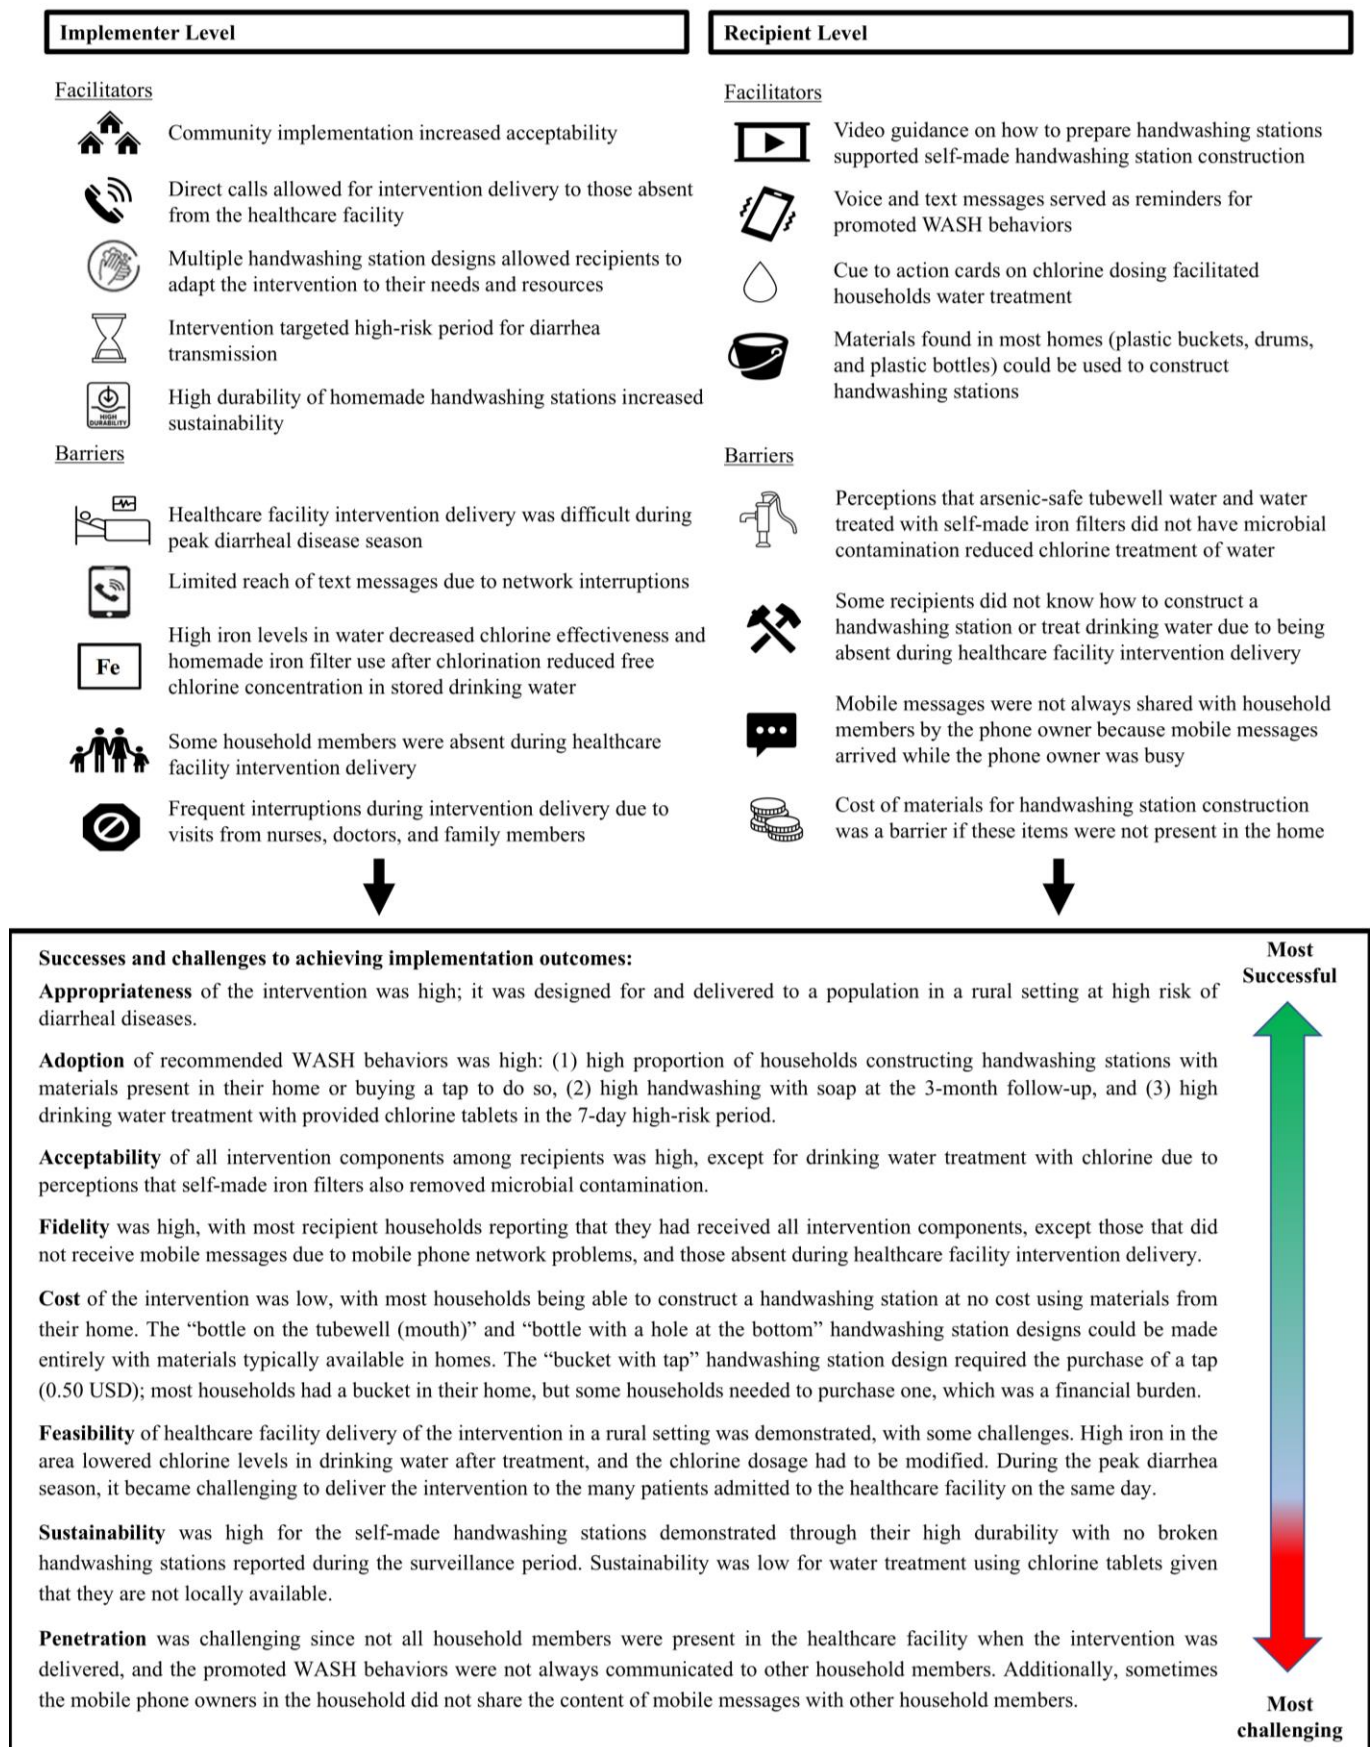 Implementer Level
Facilitators
Community implementation increased acceptability
Direct calls allowed for intervention delivery to those absent
from the healthcare facility
Multiple handwashing station designs allowed recipients to
adapt the intervention to their needs and resources
Intervention targeted high-risk period for diarrhea
transmission
HIGH
DURABILITY
High durability of homemade handwashing stations increased
sustainability
Barriers
Healthcare facility intervention delivery was difficult during
peak diarrheal disease season
Limited reach of text messages due to network interruptions
Fe
High iron levels in water decreased chlorine effectiveness and
homemade iron filter use after chlorination reduced free
chlorine concentration in stored drinking water
Some household members were absent during healthcare
facility intervention delivery
Frequent interruptions during intervention delivery due to
visits from nurses, doctors, and family members
Recipient Level
Facilitators
Video guidance on how to prepare handwashing stations
supported self-made handwashing station construction
Voice and text messages served as reminders for
promoted WASH behaviors
Cue to action cards on chlorine dosing facilitated
households water treatment
Materials found in most homes (plastic buckets, drums,
and plastic bottles) could be used to construct
handwashing stations
Barriers
Perceptions that arsenic-safe tubewell water and water
treated with self-made iron filters did not have microbial
contamination reduced chlorine treatment of water
Some recipients did not know how to construct a
handwashing station or treat drinking water due to being
absent during healthcare facility intervention delivery
Mobile messages were not always shared with household
members by the phone owner because mobile messages
arrived while the phone owner was busy
Cost of materials for handwashing station construction
was a barrier if these items were not present in the home
Successes and challenges to achieving implementation outcomes:
Appropriateness of the intervention was high; it was designed for and delivered to a population in a rural setting at high risk of
diarrheal diseases.
Adoption of recommended WASH behaviors was high: (1) high proportion of households constructing handwashing stations with
materials present in their home or buying a tap to do so, (2) high handwashing with soap at the 3-month follow-up, and (3) high
drinking water treatment with provided chlorine tablets in the 7-day high-risk period.
Acceptability of all intervention components among recipients was high, except for drinking water treatment with chlorine due to
perceptions that self-made iron filters also removed microbial contamination.
Fidelity was high, with most recipient households reporting that they had received all intervention components, except those that did
not receive mobile messages due to mobile phone network problems, and those absent during healthcare facility intervention delivery.
Cost of the intervention was low, with most households being able to construct a handwashing station at no cost using materials from
their home. The “bottle on the tubewell (mouth)” and “bottle with a hole at the bottom” handwashing station designs could be made
entirely with materials typically available in homes. The “bucket with tap” handwashing station design required the purchase of a tap
(0.50 USD); most households had a bucket in their home, but some households needed to purchase one, which was a financial burden.
Feasibility of healthcare facility delivery of the intervention in a rural setting was demonstrated, with some challenges. High iron in the
area lowered chlorine levels in drinking water after treatment, and the chlorine dosage had to be modified. During the peak diarrhea
season, it became challenging to deliver the intervention to the many patients admitted to the healthcare facility on the same day.
Sustainability was high for the self-made handwashing stations demonstrated through their high durability with no broken
handwashing stations reported during the surveillance period. Sustainability was low for water treatment using chlorine tablets given
that they are not locally available.
Penetration was challenging since not all household members were present in the healthcare facility when the intervention was
delivered, and the promoted WASH behaviors were not always communicated to other household members. Additionally, sometimes
the mobile phone owners in the household did not share the content of mobile messages with other household members.
Most
Successful
Most
challenging